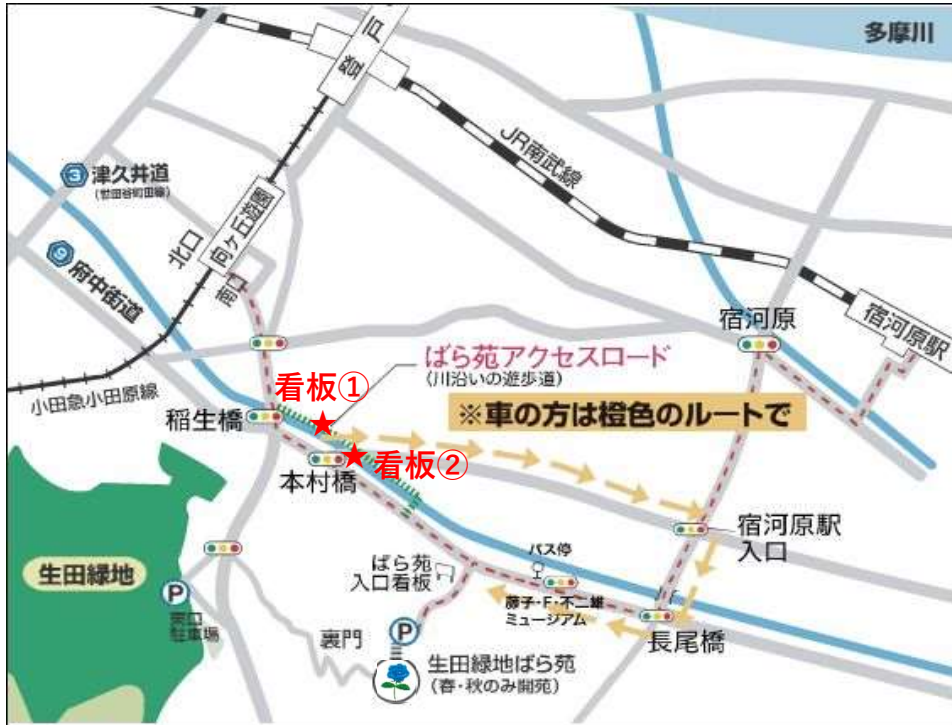 多摩川
登戸
JR南武線
3
津久井道
(世田谷町田線)
北口
向ヶ丘遊園
南口
9
府中街道
宿河原
宿河原駅
ばら苑アクセスロード
(川沿いの遊歩道)
小田急小田原線
看板①
※車の方は橙色のルートで
稲生橋
看板②
本村橋
宿河原駅
入口
生田緑地
ばら苑
入口看板
バス停
P
東口
駐車場
藤子・F・不二雄
ミュージアム
長尾橋
裏門
P
生田緑地ばら苑
(春・秋のみ開苑)